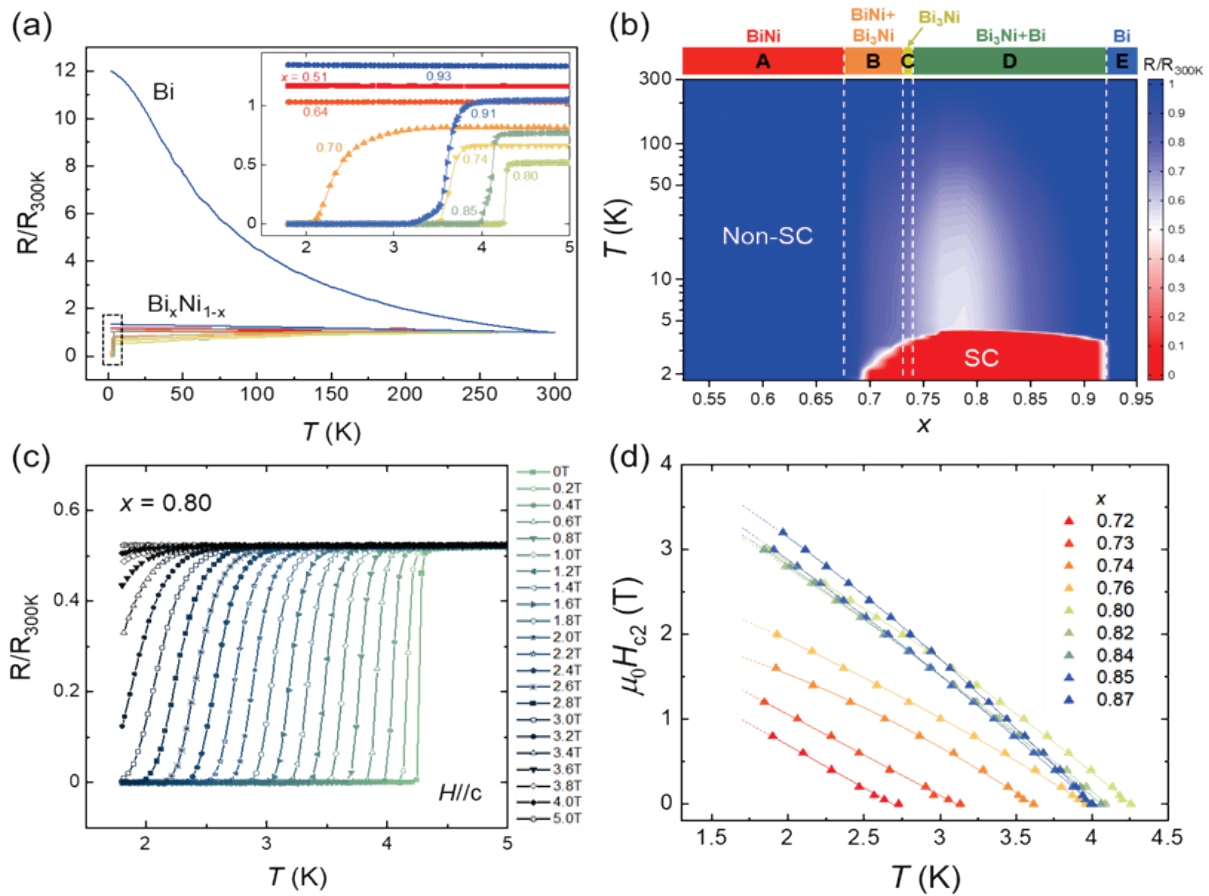 (a)
R/R300K
12
10
8
6
4
2
0
Bi
BixNi1-x
0
50
100
150
200
250
300
T (K)
x = 0.51
0.93
0.64
0.91
0.70
0.74
0.80
0.85
1
0.5
0
2
3
4
5
(b)
BiNi
BiNi+
Bi3Ni
Bi3Ni
Bi3Ni+Bi
Bi
A
B
C
D
E
R/R300K
T (K)
300
100
50
10
5
2
Non-SC
SC
0.55
0.6
0.65
0.7
0.75
0.8
0.85
0.9
0.95
x
1
0.9
0.8
0.7
0.6
0.5
0.4
0.3
0.2
0.1
0
(c)
x = 0.80
R/R300K
0.6
0.4
0.2
0
2
3
4
5
T (K)
H//c
0T
0.2T
0.4T
0.6T
0.8T
1.0T
1.2T
1.4T
1.6T
1.8T
2.0T
2.2T
2.4T
2.6T
2.8T
3.0T
3.2T
3.4T
3.6T
3.8T
4.0T
5.0T
(d)
μ0Hc2 (T)
4
3
2
1
0
1.5
2.0
2.5
3.0
3.5
4.0
4.5
T (K)
x
0.72
0.73
0.74
0.76
0.80
0.82
0.84
0.85
0.87